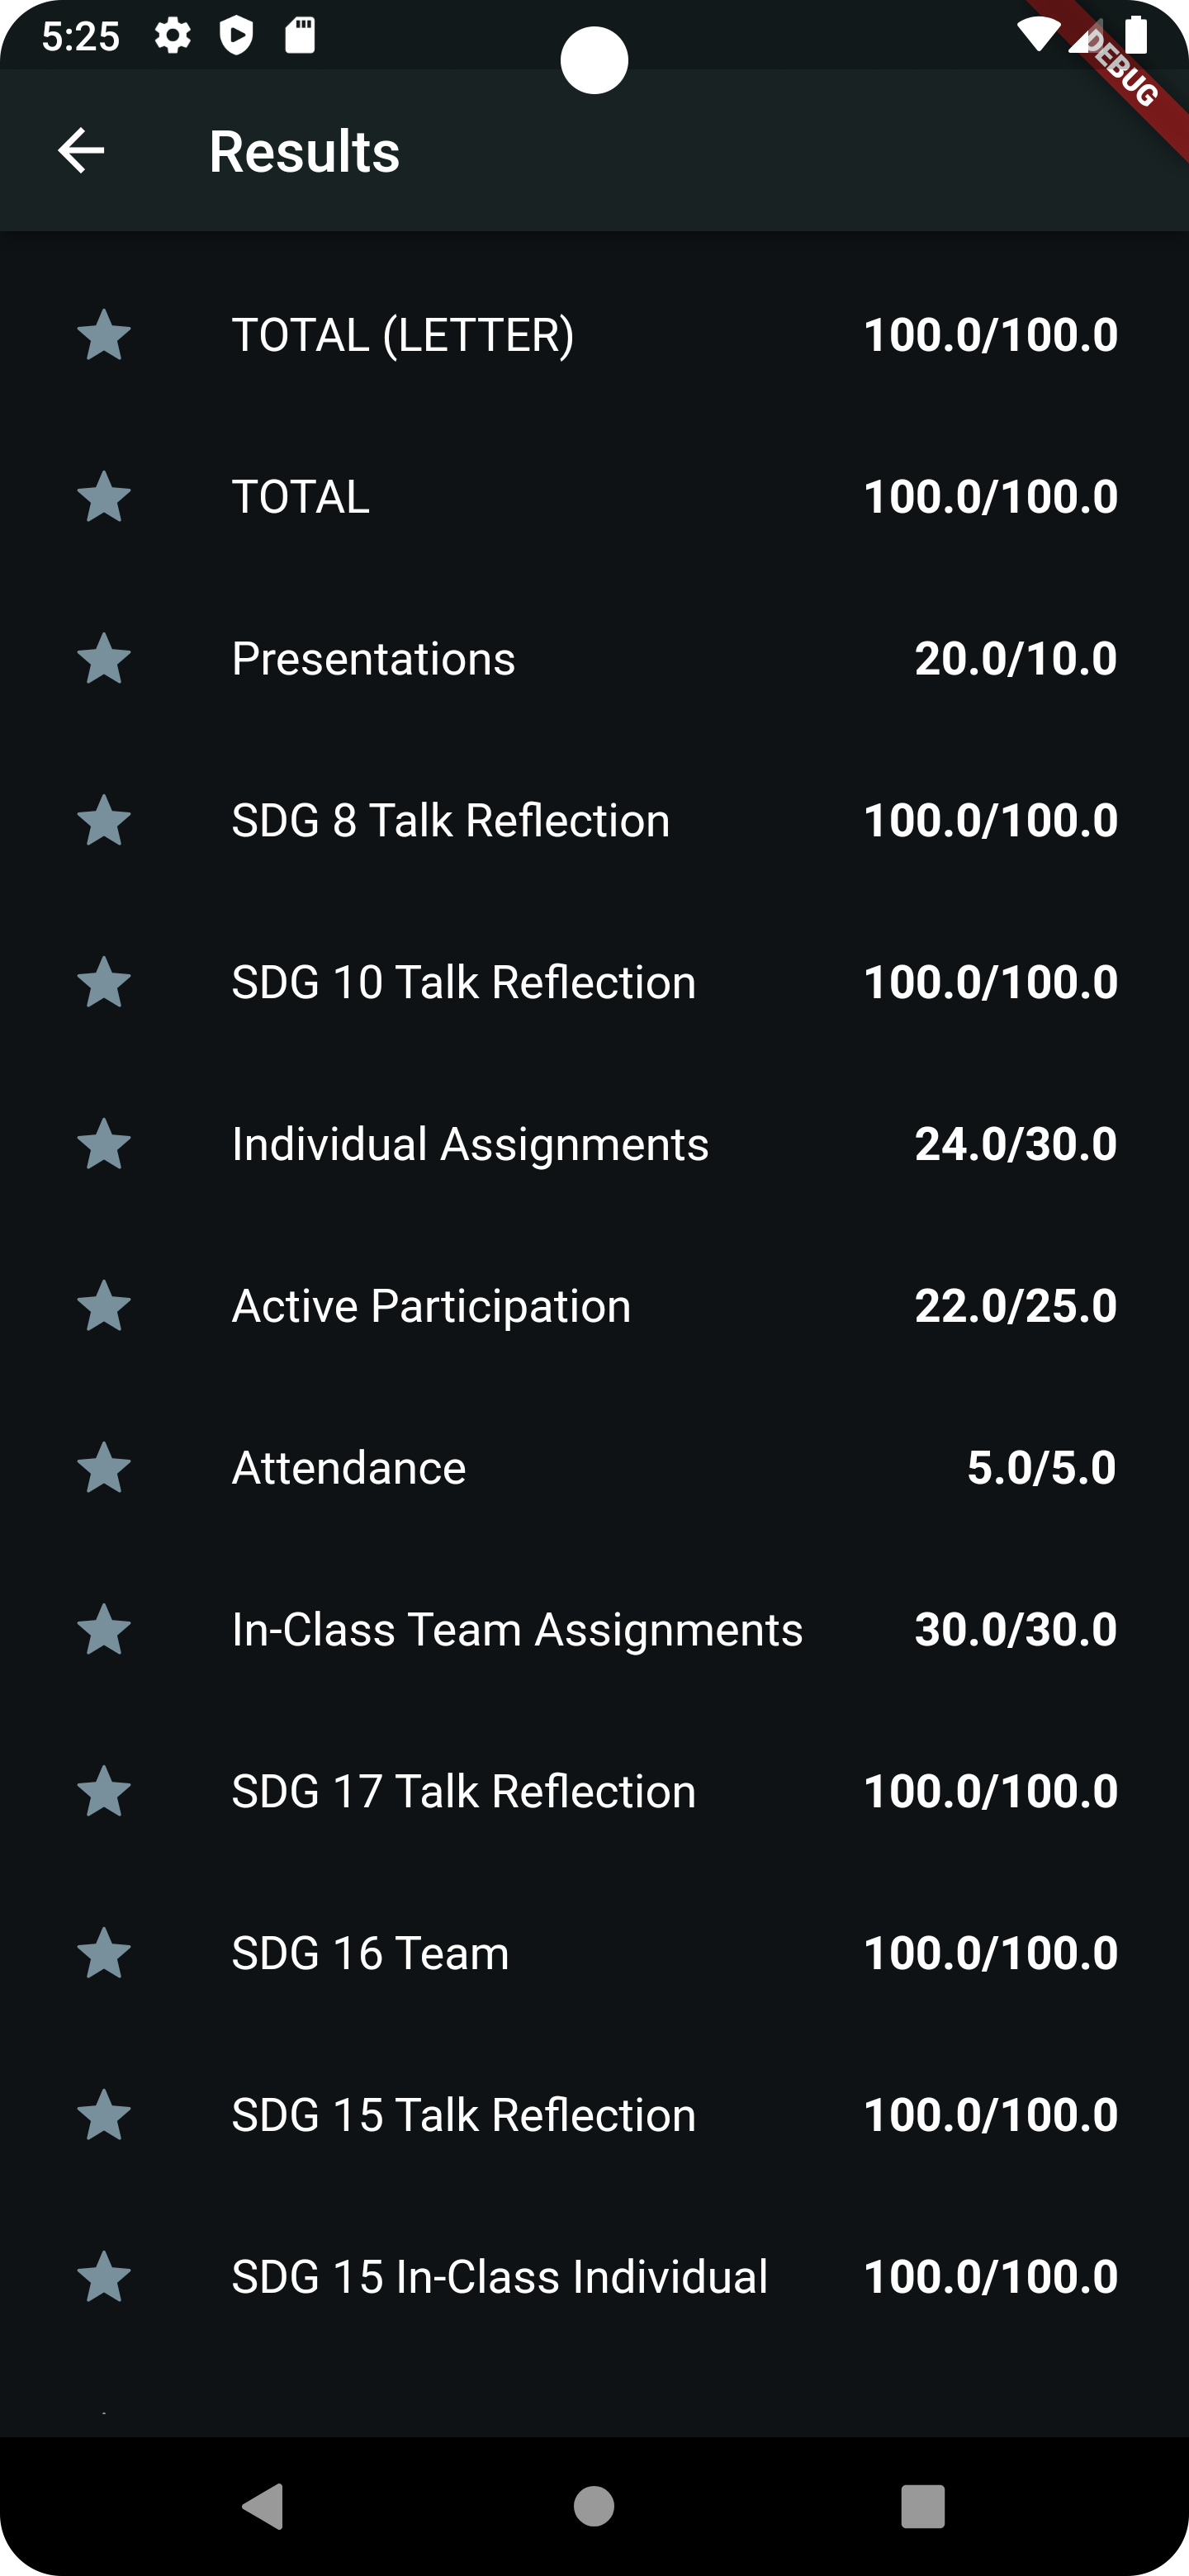 5:25
DEBUG
Results
TOTAL (LETTER) 100.0/100.0
TOTAL 100.0/100.0
Presentations 20.0/10.0
SDG 8 Talk Reflection 100.0/100.0
SDG 10 Talk Reflection 100.0/100.0
Individual Assignments 24.0/30.0
Active Participation 22.0/25.0
Attendance 5.0/5.0
In-Class Team Assignments 30.0/30.0
SDG 17 Talk Reflection 100.0/100.0
SDG 16 Team 100.0/100.0
SDG 15 Talk Reflection 100.0/100.0
SDG 15 In-Class Individual 100.0/100.0